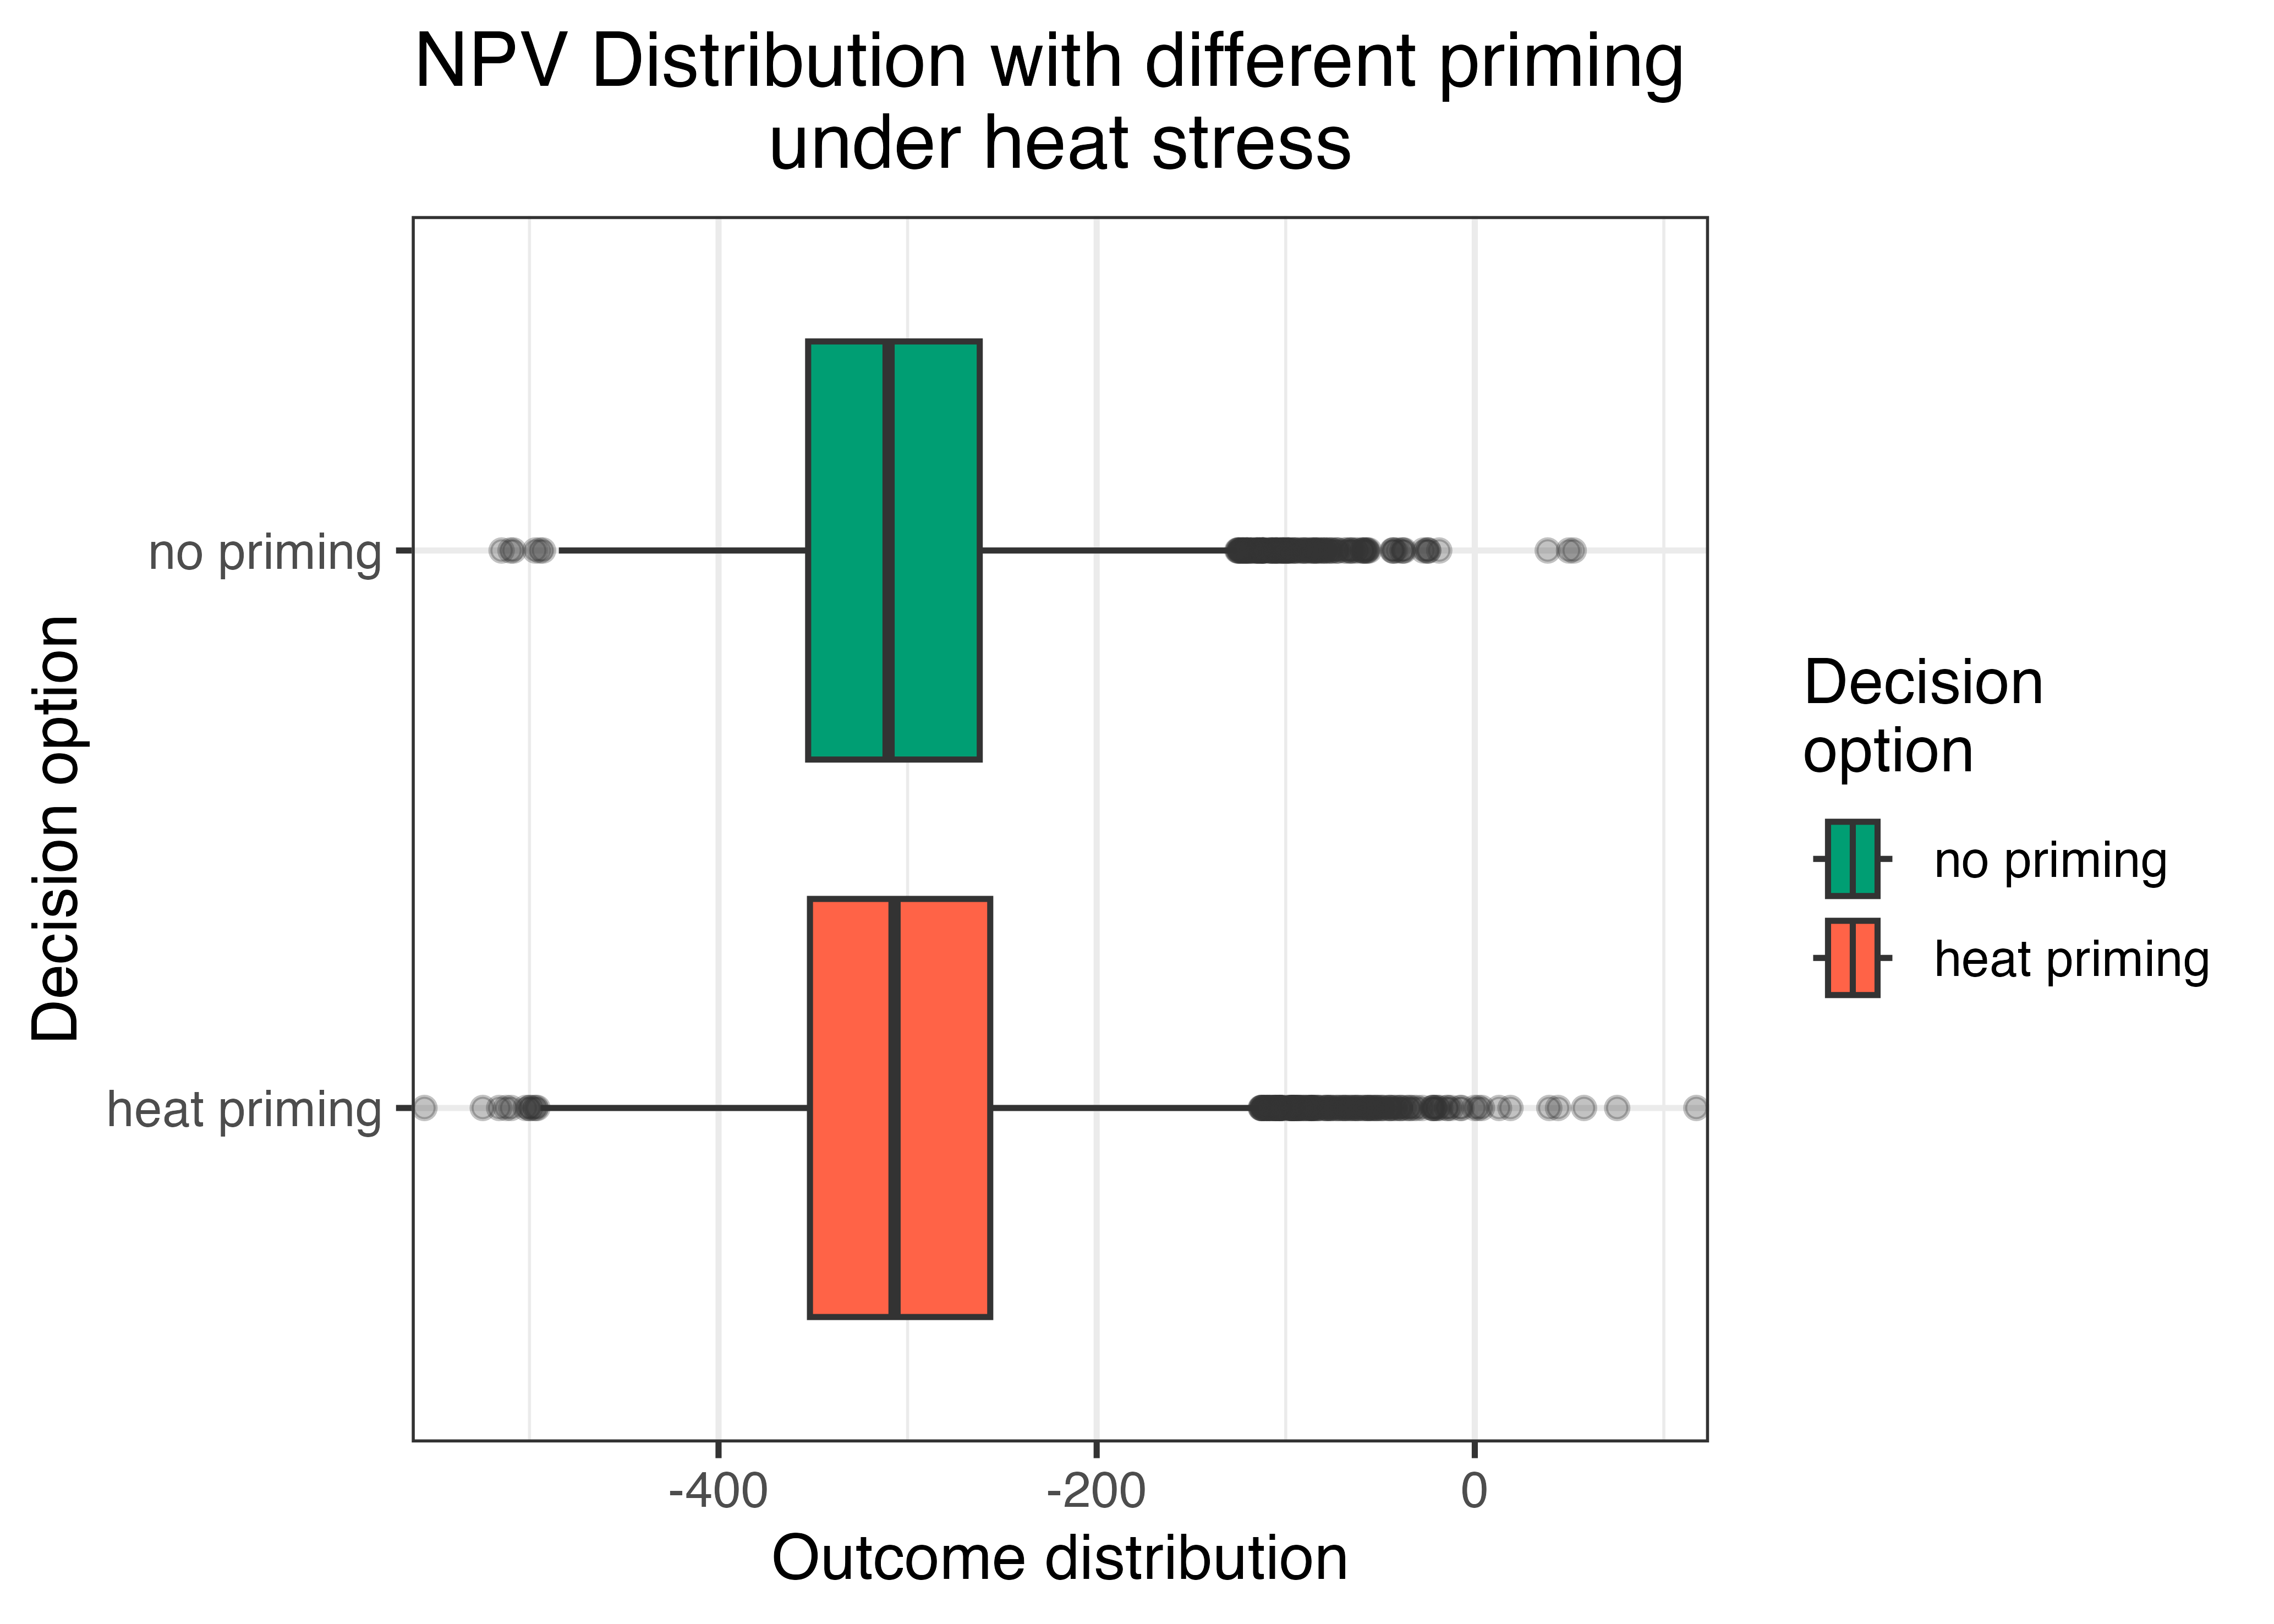 NPV Distribution with different priming
under heat stress
Decision option
no priming
heat priming
-400
-200
0
Outcome distribution
Decision
option
no priming
heat priming